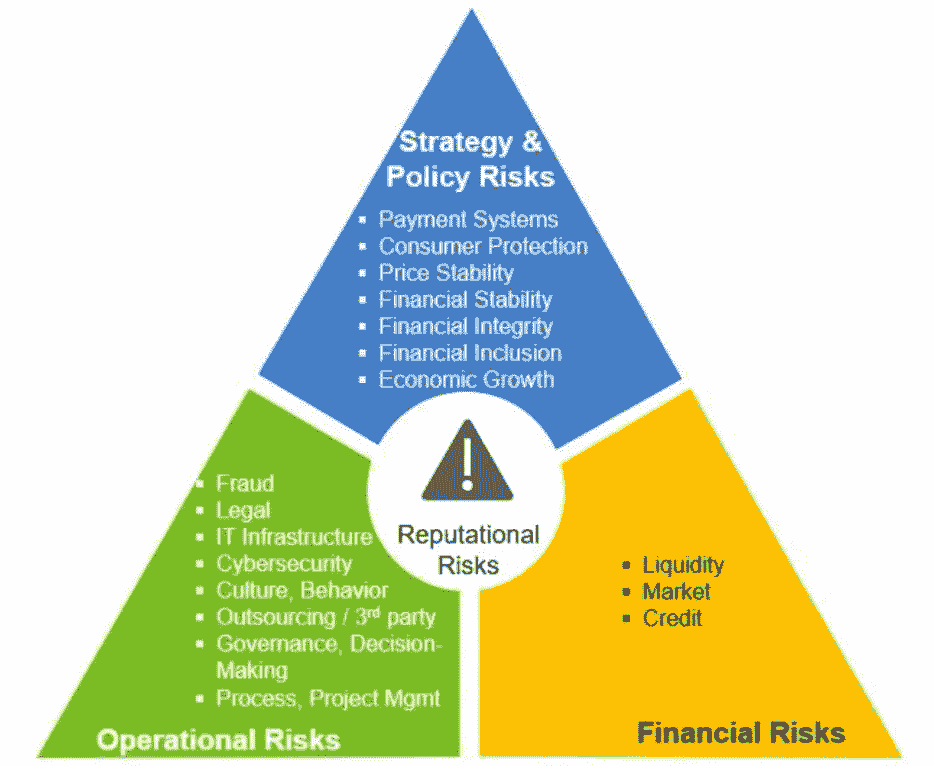 Strategy &
Policy Risks
▪ Payment Systems
▪ Consumer Protection
▪ Price Stability
▪ Financial Stability
▪ Financial Integrity
▪ Financial Inclusion
▪ Economic Growth
Reputational
Risks
▪ Fraud
▪ Legal
▪ IT Infrastructure
▪ Cybersecurity
▪ Culture, Behavior
▪ Outsourcing / 3rd party
▪ Governance, Decision-
Making
▪ Process, Project Mgmt
Operational Risks
▪ Liquidity
▪ Market
▪ Credit
Financial Risks